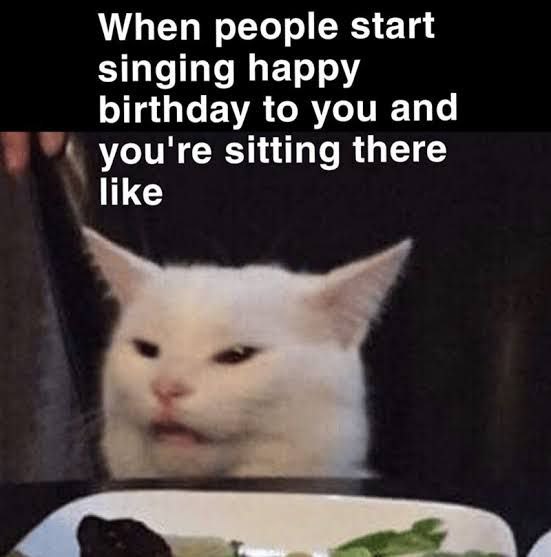 When people start
singing happy
birthday to you and
you're sitting there
like